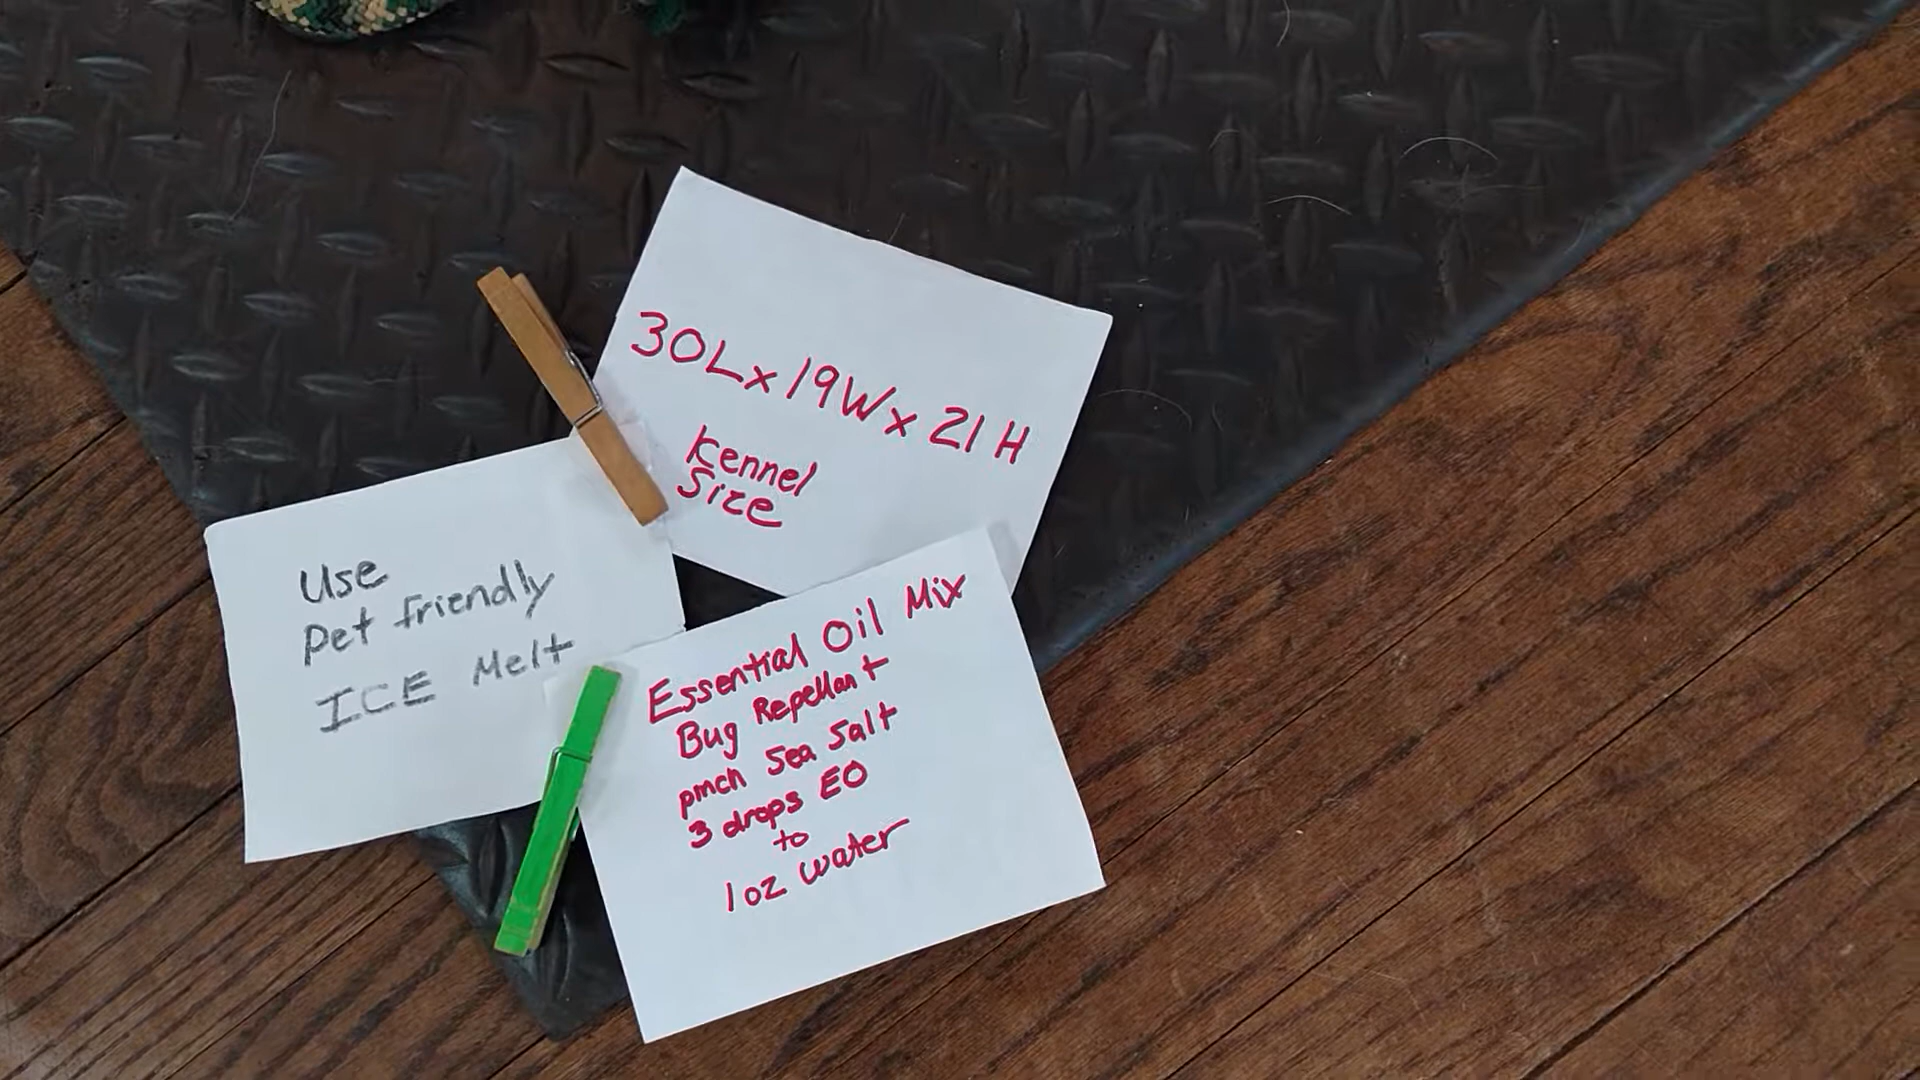 30L x 19W x 21H
Kennel
Size
Use
Pet friendly
ICE Melt
Essential Oil Mix
Bug Repellant
pinch Sea Salt
3 drops EO
to
1oz water